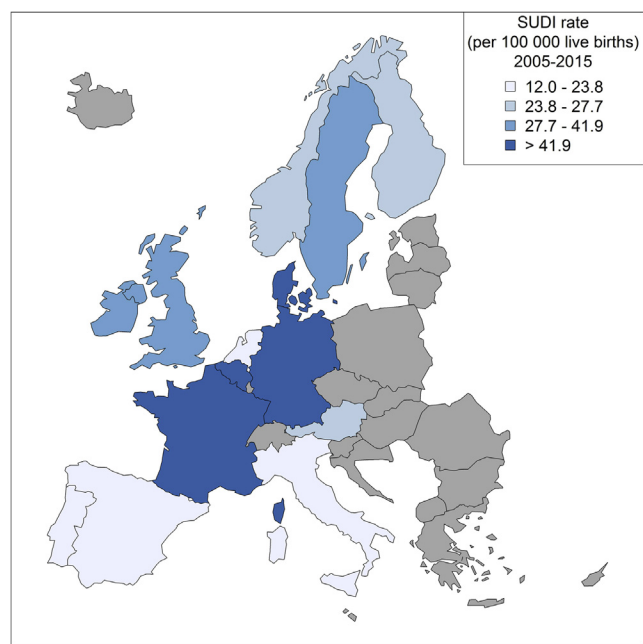 SUDI rate
(per 100 000 live births)
2005-2015
12.0 - 23.8
23.8 - 27.7
27.7 - 41.9
> 41.9